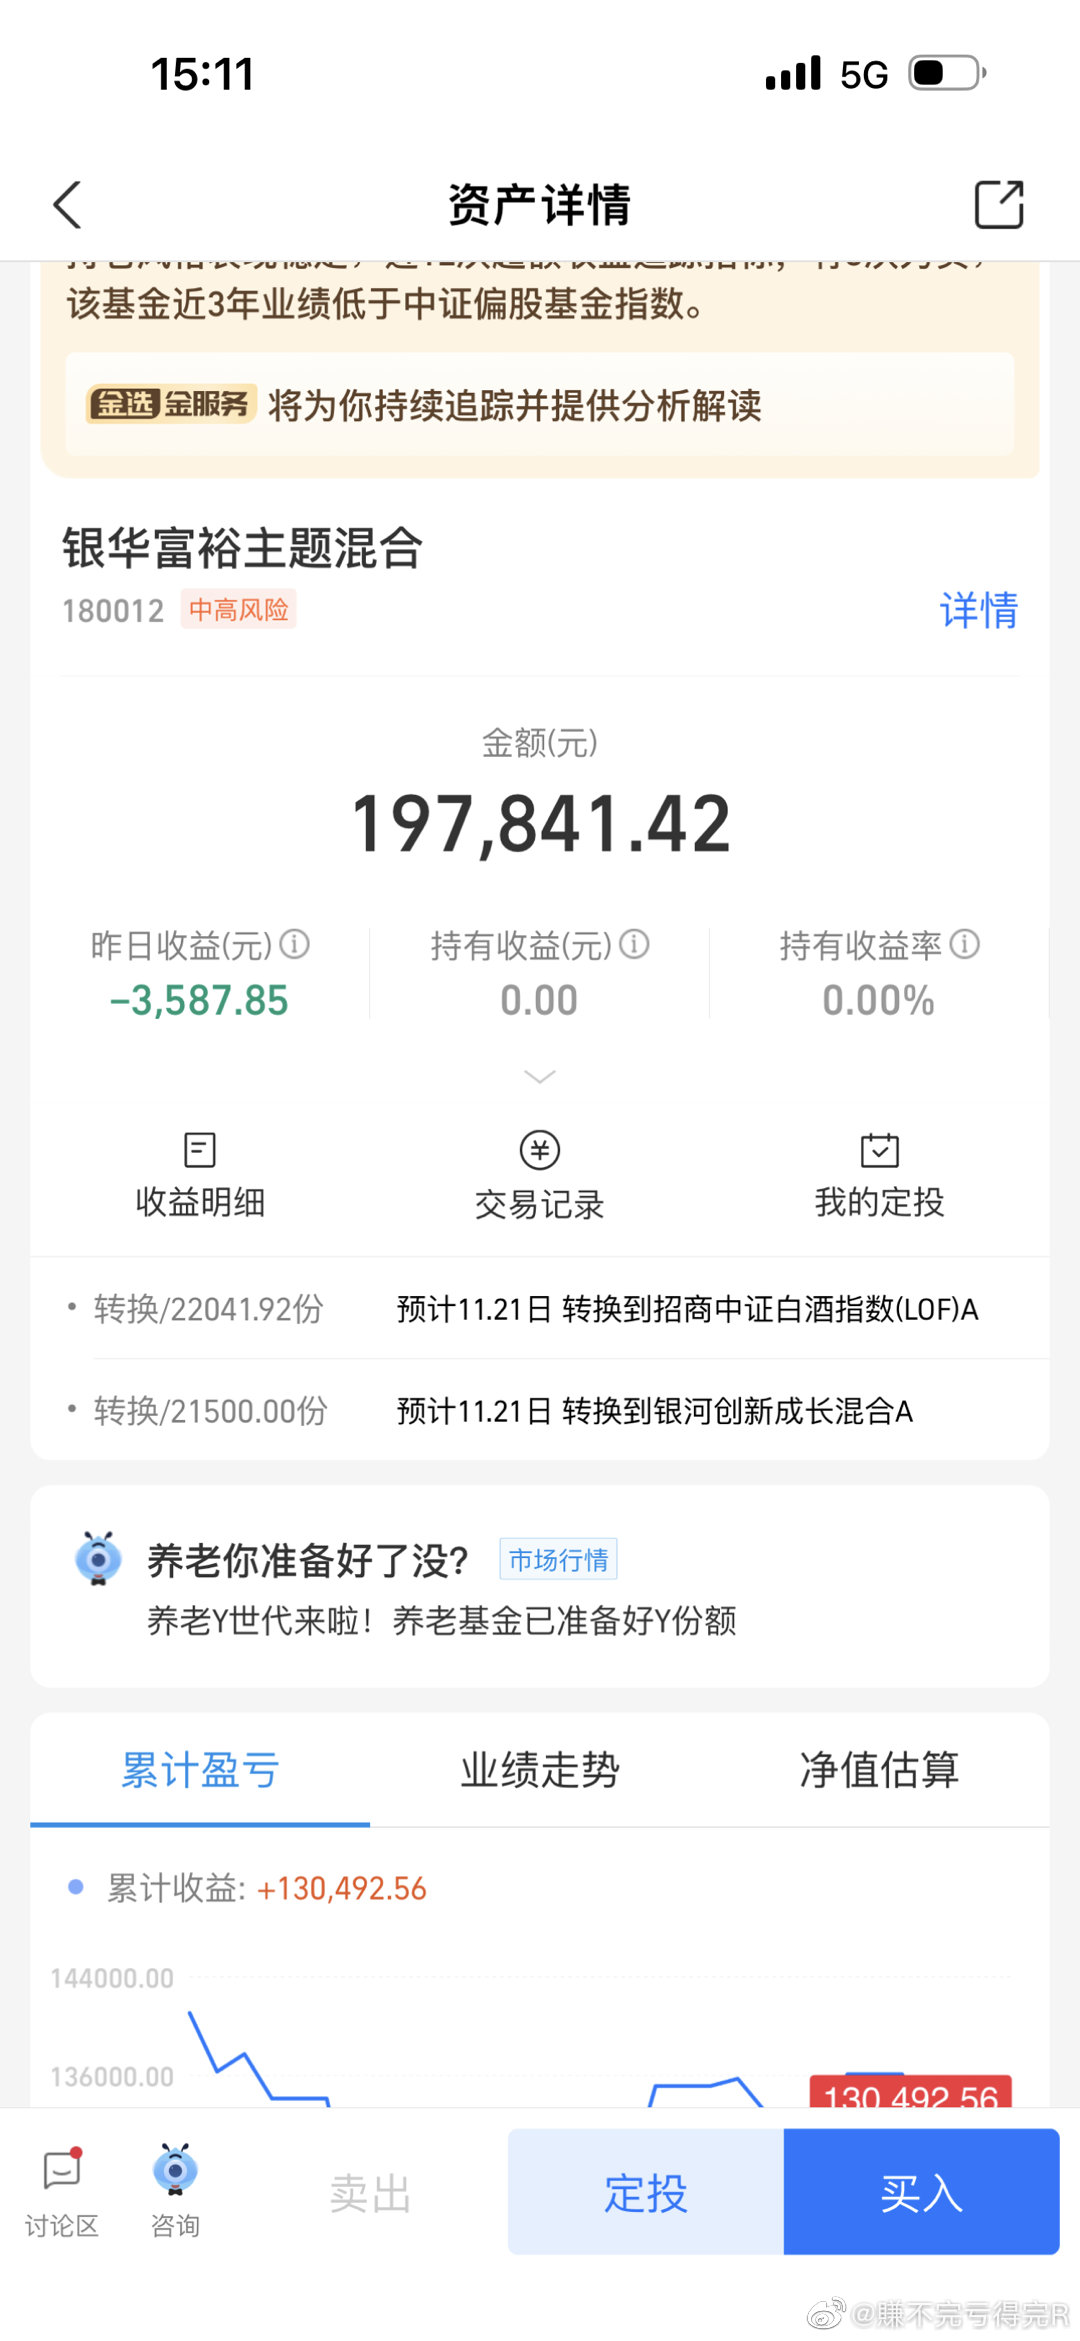 15:11
5G
资产详情
该基金近3年业绩低于中证偏股基金指数。
金选 金服务 将为你持续追踪并提供分析解读
银华富裕主题混合
180012 中高风险
详情
金额(元)
197,841.42
昨日收益(元) 持有收益(元) 持有收益率
-3,587.85 0.00 0.00%
收益明细 交易记录 我的定投
• 转换/22041.92份 预计11.21日 转换到招商中证白酒指数(LOF)A
• 转换/21500.00份 预计11.21日 转换到银河创新成长混合A
养老你准备好了没? 市场行情
养老Y世代来啦！养老基金已准备好Y份额
累计盈亏 业绩走势 净值估算
累计收益: +130,492.56
144000.00
136000.00
130,492.56
讨论区 咨询 卖出 定投 买入
@赚不完亏得完R